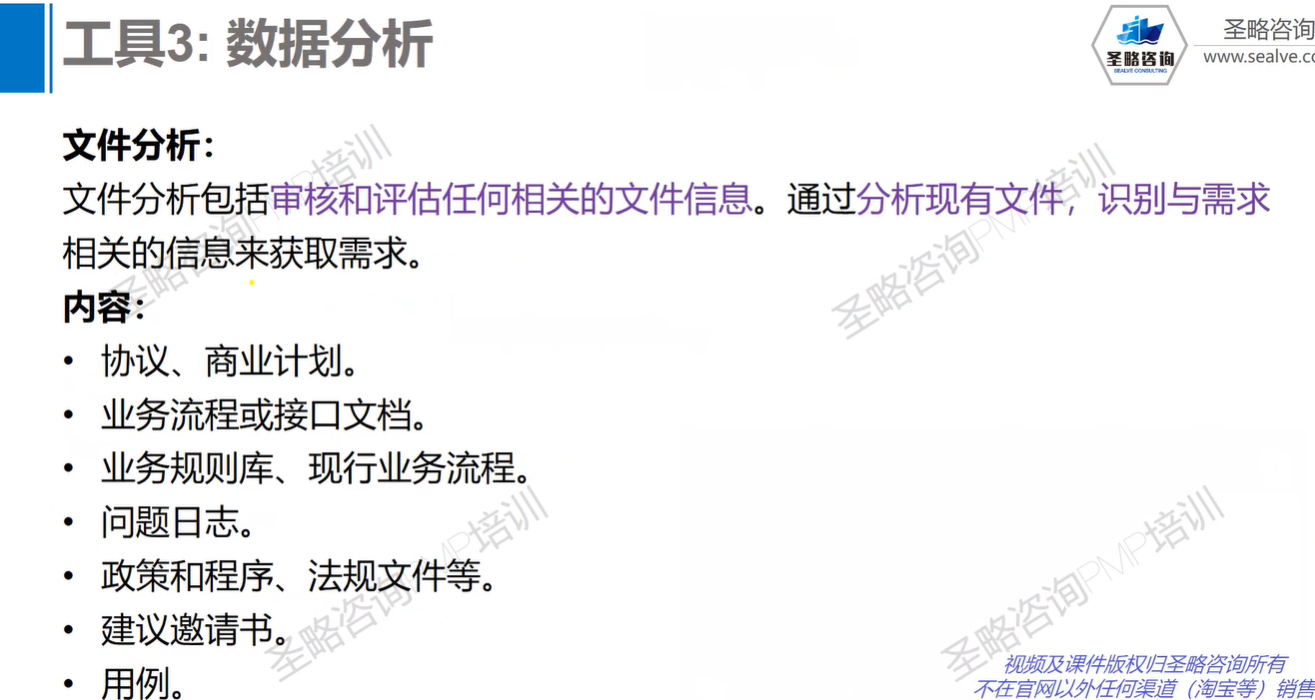 工具3: 数据分析
圣略咨询
SEALVE CONSULTING
圣略咨询
www.sealve.co
文件分析：
文件分析包括审核和评估任何相关的文件信息。通过分析现有文件，识别与需求
相关的信息来获取需求。
内容：
• 协议、商业计划。
• 业务流程或接口文档。
• 业务规则库、现行业务流程。
• 问题日志。
• 政策和程序、法规文件等。
• 建议邀请书。
• 用例。
圣略咨询PMP培训
圣略咨询PMP培训
圣略咨询PMP培训
圣略咨询PMP培训
视频及课件版权归圣略咨询所有
不在官网以外任何渠道（淘宝等）销售